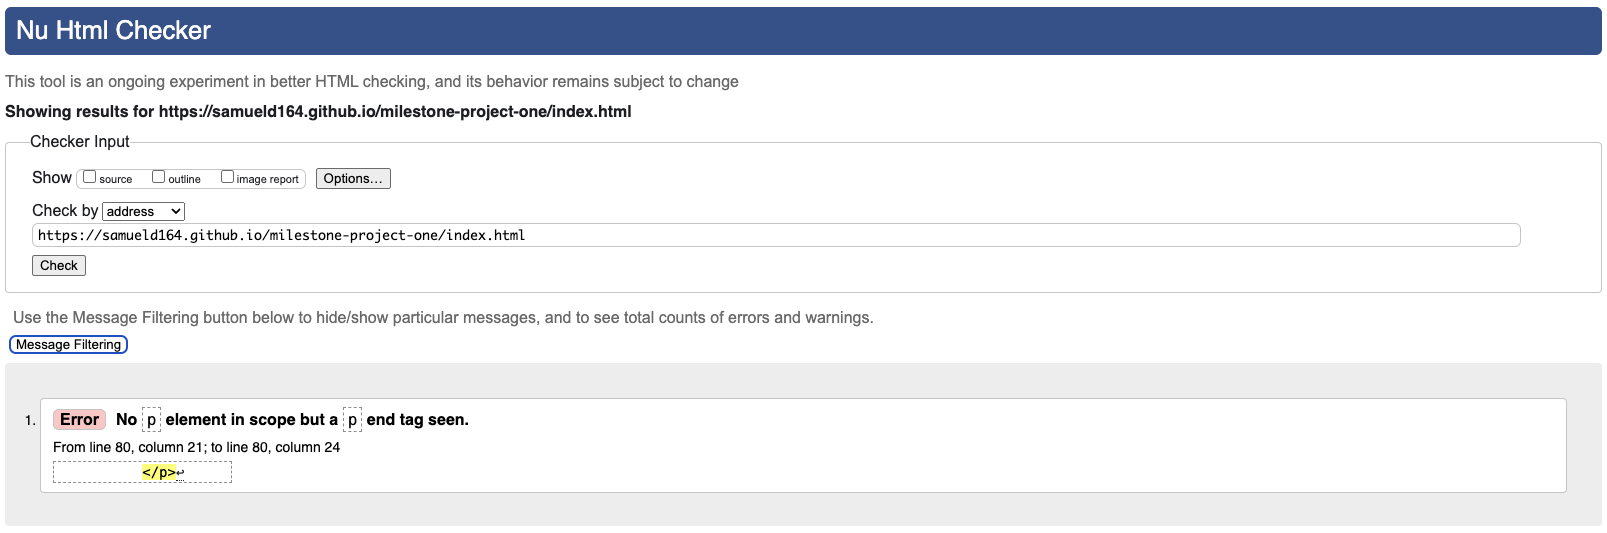 Nu Html Checker
This tool is an ongoing experiment in better HTML checking, and its behavior remains subject to change
Showing results for https://samueld164.github.io/milestone-project-one/index.html
Checker Input
Show source outline image report Options...
Check by address
https://samueld164.github.io/milestone-project-one/index.html
Check
Use the Message Filtering button below to hide/show particular messages, and to see total counts of errors and warnings.
Message Filtering
1. Error No p element in scope but a p end tag seen.
From line 80, column 21; to line 80, column 24
</p>↩